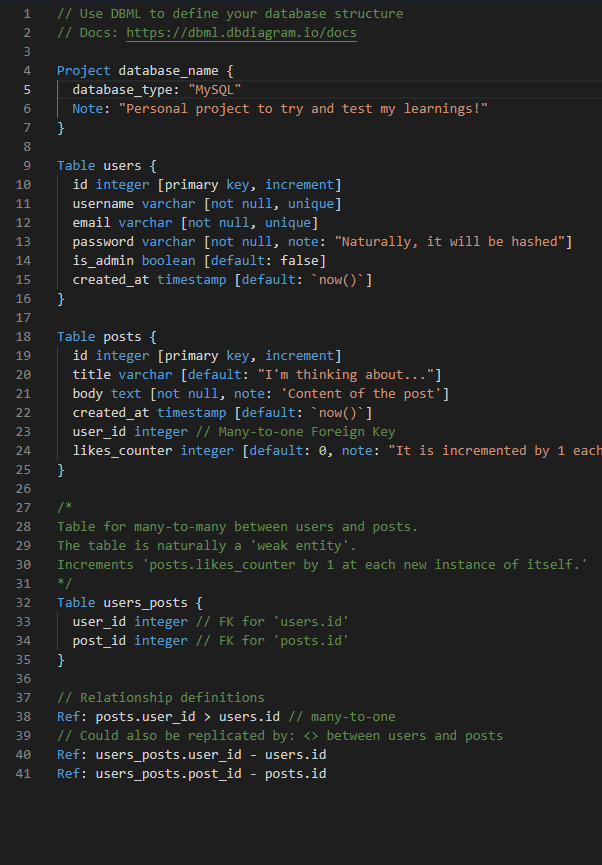 1 // Use DBML to define your database structure
2 // Docs: https://dbml.dbdiagram.io/docs
3
4 Project database_name {
5   database_type: "MySQL"
6   Note: "Personal project to try and test my learnings!"
7 }
8
9 Table users {
10   id integer [primary key, increment]
11   username varchar [not null, unique]
12   email varchar [not null, unique]
13   password varchar [not null, note: "Naturally, it will be hashed"]
14   is_admin boolean [default: false]
15   created_at timestamp [default: `now()`]
16 }
17
18 Table posts {
19   id integer [primary key, increment]
20   title varchar [default: "I'm thinking about..."]
21   body text [not null, note: 'Content of the post']
22   created_at timestamp [default: `now()`]
23   user_id integer // Many-to-one Foreign Key
24   likes_counter integer [default: 0, note: "It is incremented by 1 each
25 }
26
27 /*
28 Table for many-to-many between users and posts.
29 The table is naturally a 'weak entity'.
30 Increments 'posts.likes_counter by 1 at each new instance of itself.'
31 */
32 Table users_posts {
33   user_id integer // FK for 'users.id'
34   post_id integer // FK for 'posts.id'
35 }
36
37 // Relationship definitions
38 Ref: posts.user_id > users.id // many-to-one
39 // Could also be replicated by: <> between users and posts
40 Ref: users_posts.user_id - users.id
41 Ref: users_posts.post_id - posts.id